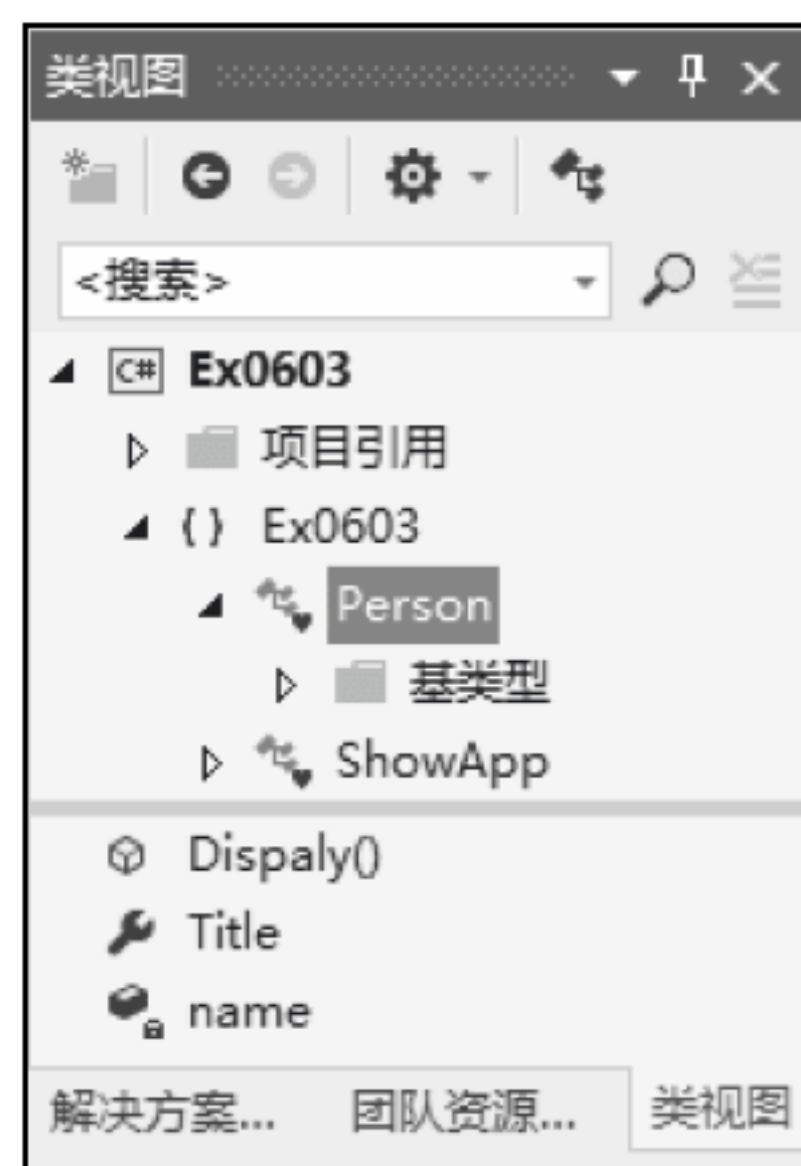 类视图
<搜索>
C# Ex0603
项目引用
{ } Ex0603
Person
基类型
ShowApp
Dispaly()
Title
name
解决方案... 团队资源... 类视图